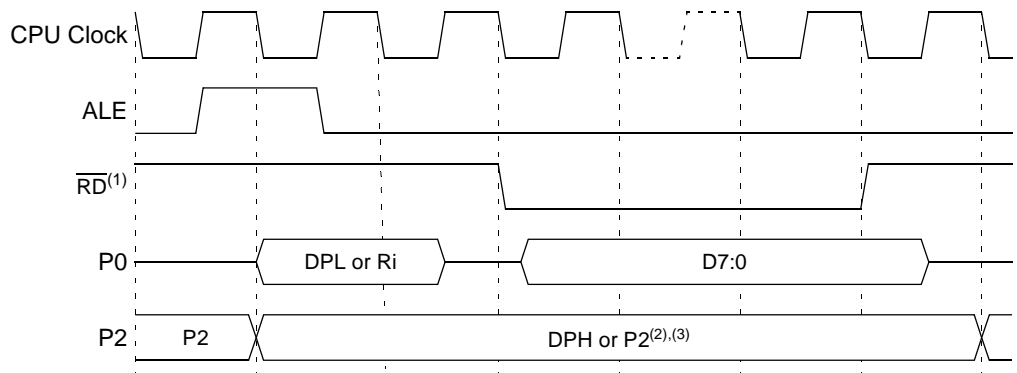 CPU Clock
ALE
RD(1)
P0 DPL or Ri D7:0
P2 P2 DPH or P2(2),(3)